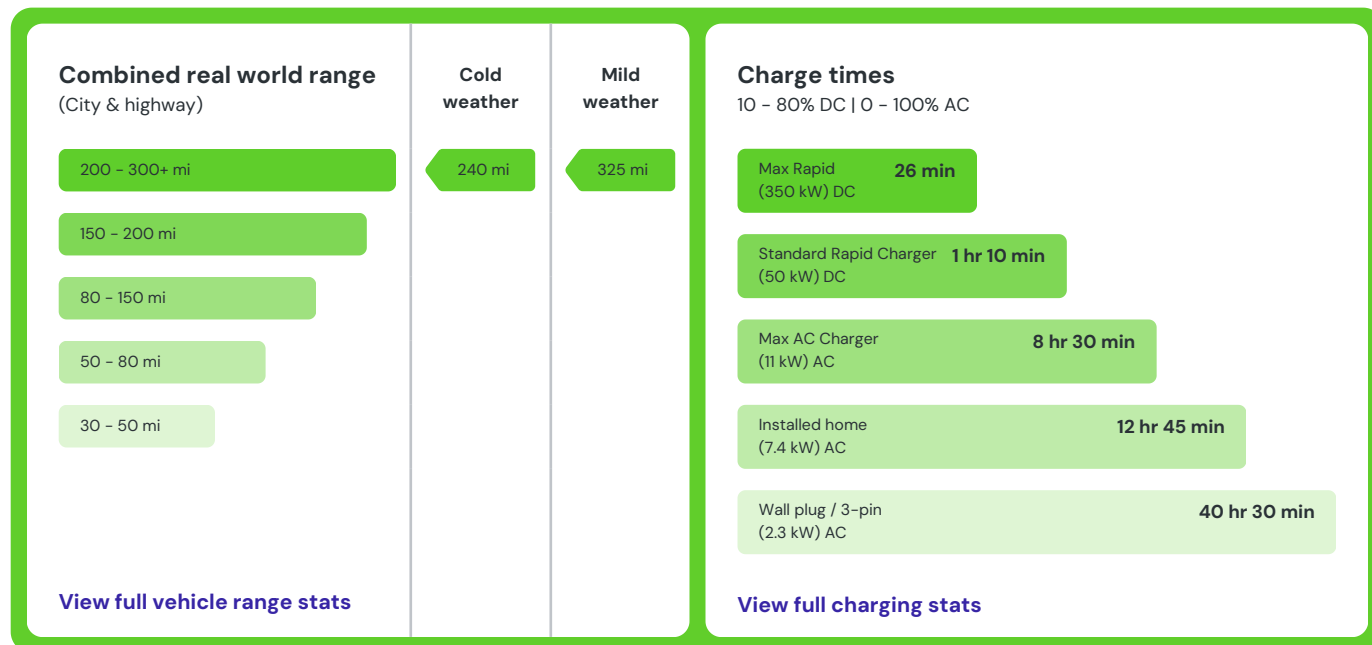 Combined real world range
(City & highway)
Cold
weather
Mild
weather
200 - 300+ mi
240 mi
325 mi
150 - 200 mi
80 - 150 mi
50 - 80 mi
30 - 50 mi
View full vehicle range stats
Charge times
10 - 80% DC | 0 - 100% AC
Max Rapid
(350 kW) DC
26 min
Standard Rapid Charger
(50 kW) DC
1 hr 10 min
Max AC Charger
(11 kW) AC
8 hr 30 min
Installed home
(7.4 kW) AC
12 hr 45 min
Wall plug / 3-pin
(2.3 kW) AC
40 hr 30 min
View full charging stats